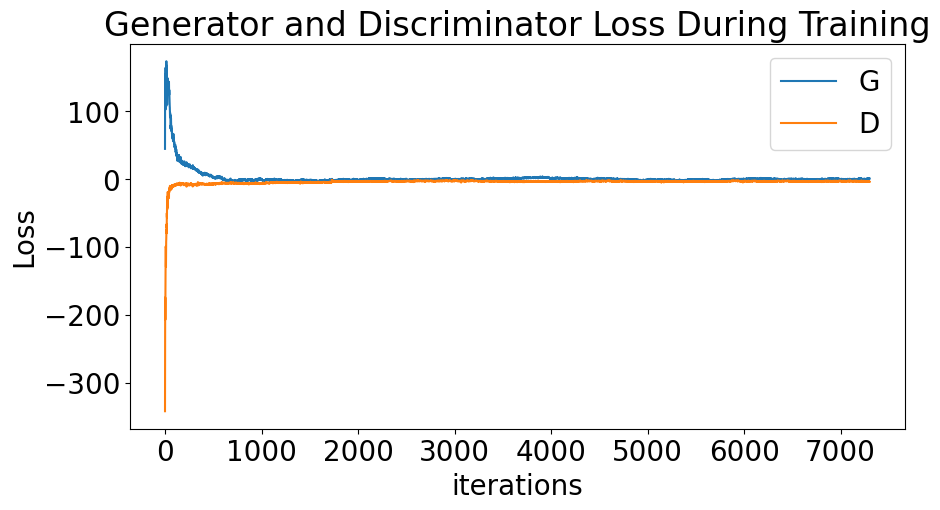 Generator and Discriminator Loss During Training
G
D
100
0
−100
−200
−300
Loss
0 1000 2000 3000 4000 5000 6000 7000
iterations